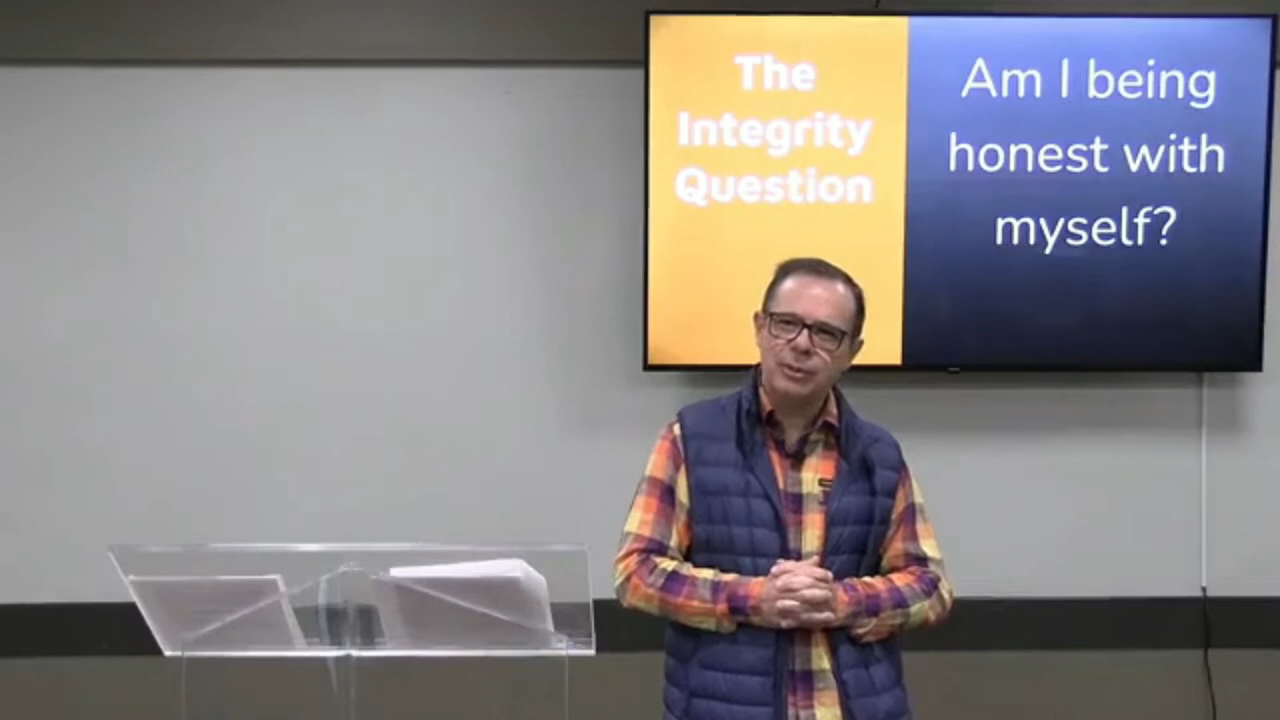 The
Integrity
Question
Am I being
honest with
myself?